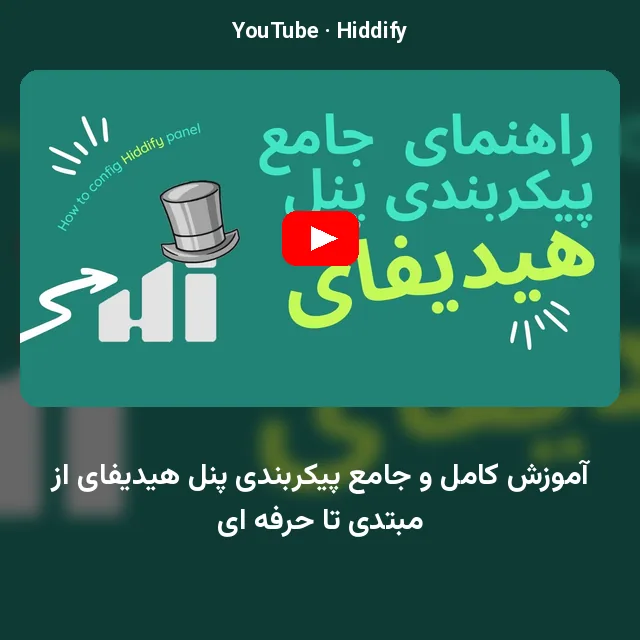 YouTube · Hiddify
How to config Hiddify panel
راهنمای جامع
پیکربندی پنل
هیدیفای
Hi
آموزش کامل و جامع پیکربندی پنل هیدیفای از
مبتدی تا حرفه ای